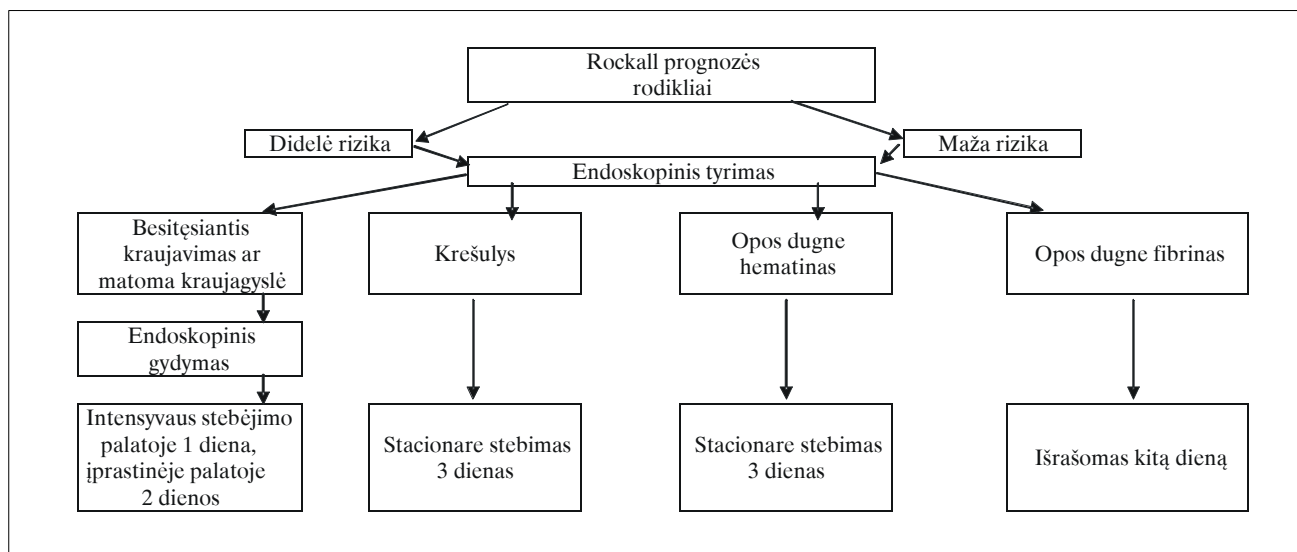 Rockall prognozės
rodikliai
Didelė rizika
Maža rizika
Endoskopinis tyrimas
Besitęsiantis
kraujavimas ar
matoma kraujagyslė
Krešulys
Opos dugne
hematinas
Opos dugne fibrinas
Endoskopinis
gydymas
Intensyvaus stebėjimo
palatoje 1 diena,
įprastinėje palatoje
2 dienos
Stacionare stebimas
3 dienas
Stacionare stebimas
3 dienas
Išrašomas kitą dieną